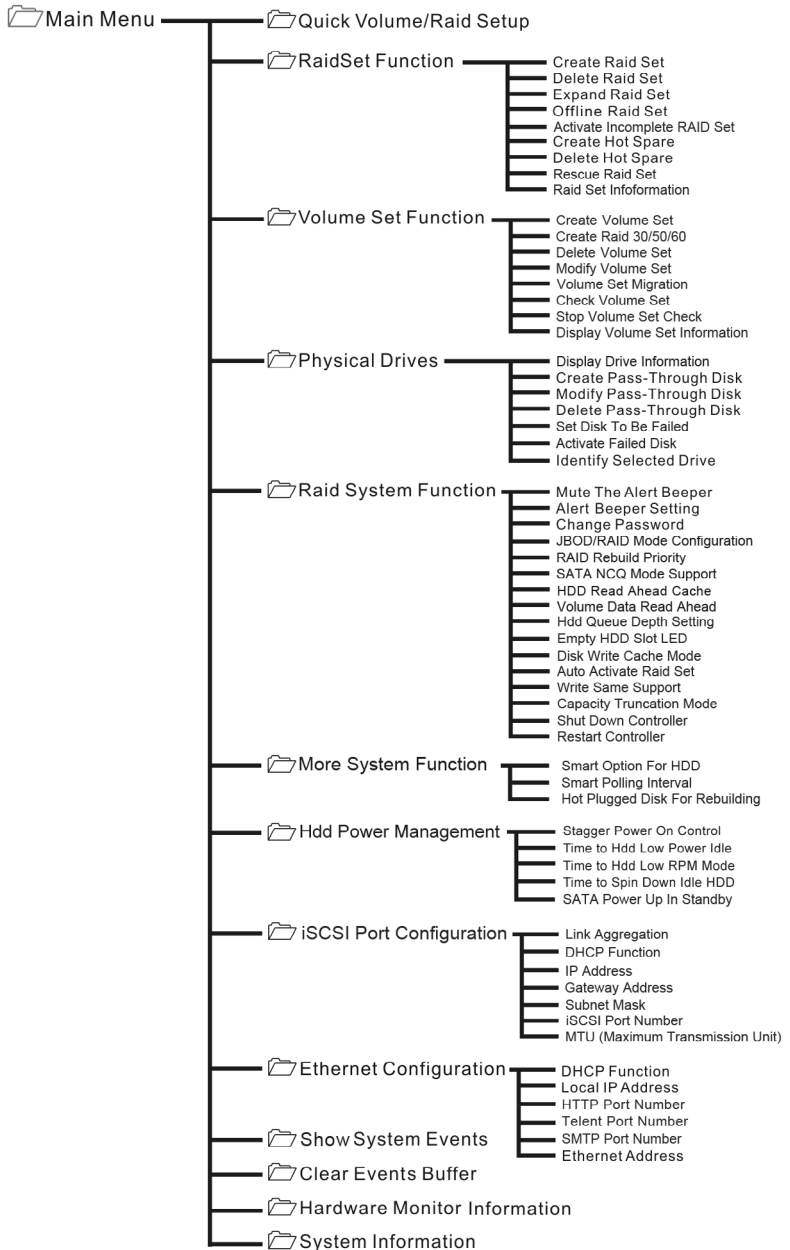 Main Menu
Quick Volume/Raid Setup
RaidSet Function
Create Raid Set
Delete Raid Set
Expand Raid Set
Offline Raid Set
Activate Incomplete RAID Set
Create Hot Spare
Delete Hot Spare
Rescue Raid Set
Raid Set Infoformation
Volume Set Function
Create Volume Set
Create Raid 30/50/60
Delete Volume Set
Modify Volume Set
Volume Set Migration
Check Volume Set
Stop Volume Set Check
Display Volume Set Information
Physical Drives
Display Drive Information
Create Pass-Through Disk
Modify Pass-Through Disk
Delete Pass-Through Disk
Set Disk To Be Failed
Activate Failed Disk
Identify Selected Drive
Raid System Function
Mute The Alert Beeper
Alert Beeper Setting
Change Password
JBOD/RAID Mode Configuration
RAID Rebuild Priority
SATA NCQ Mode Support
HDD Read Ahead Cache
Volume Data Read Ahead
Hdd Queue Depth Setting
Empty HDD Slot LED
Disk Write Cache Mode
Auto Activate Raid Set
Write Same Support
Capacity Truncation Mode
Shut Down Controller
Restart Controller
More System Function
Smart Option For HDD
Smart Polling Interval
Hot Plugged Disk For Rebuilding
Hdd Power Management
Stagger Power On Control
Time to Hdd Low Power Idle
Time to Hdd Low RPM Mode
Time to Spin Down Idle HDD
SATA Power Up In Standby
iSCSI Port Configuration
Link Aggregation
DHCP Function
IP Address
Gateway Address
Subnet Mask
iSCSI Port Number
MTU (Maximum Transmission Unit)
Ethernet Configuration
DHCP Function
Local IP Address
HTTP Port Number
Telent Port Number
SMTP Port Number
Ethernet Address
Show System Events
Clear Events Buffer
Hardware Monitor Information
System Information